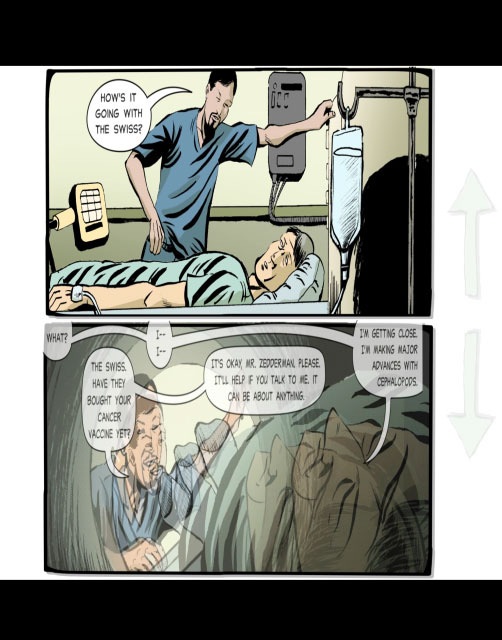 HOW'S IT
GOING WITH
THE SWISS?
WHAT?
THE SWISS.
HAVE THEY
BOUGHT YOUR
CANCER
VACCINE YET?
I--
I--
IT'S OKAY, MR. ZEDDERMAN, PLEASE.
IT'LL HELP IF YOU TALK TO ME. IT
CAN BE ABOUT ANYTHING.
I'M GETTING CLOSE.
I'M MAKING MAJOR
ADVANCES WITH
CEPHALOPODS.